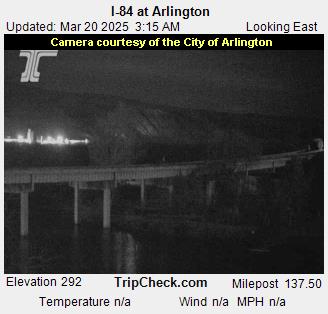 I-84 at Arlington
Updated: Mar 20 2025 3:15 AM Looking East
Camera courtesy of the City of Arlington
Elevation 292 TripCheck.com Milepost 137.50
Temperature n/a Wind n/a MPH n/a